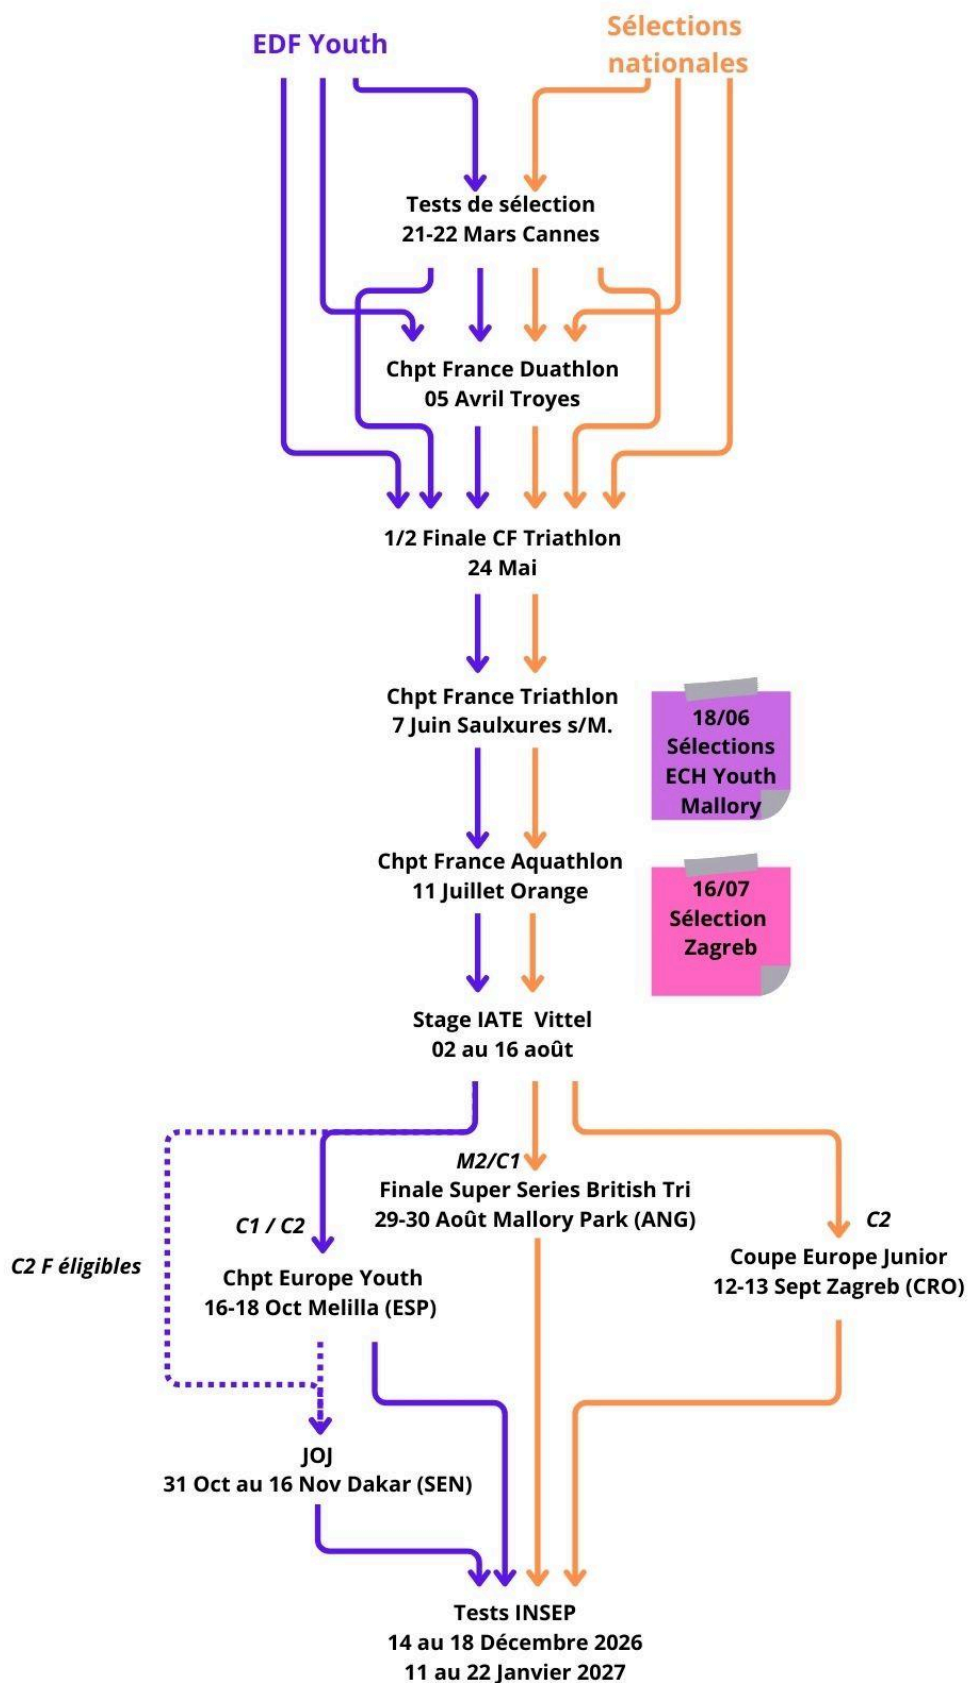 EDF Youth
Sélections
nationales
Tests de sélection
21-22 Mars Cannes
Chpt France Duathlon
05 Avril Troyes
1/2 Finale CF Triathlon
24 Mai
Chpt France Triathlon
7 Juin Saulxures s/M.
18/06
Sélections
ECH Youth
Mallory
Chpt France Aquathlon
11 Juillet Orange
16/07
Sélection
Zagreb
Stage IATE Vittel
02 au 16 août
M2/C1
Finale Super Series British Tri
29-30 Août Mallory Park (ANG)
C1 / C2
C2
C2 F éligibles
Chpt Europe Youth
16-18 Oct Melilla (ESP)
Coupe Europe Junior
12-13 Sept Zagreb (CRO)
JOJ
31 Oct au 16 Nov Dakar (SEN)
Tests INSEP
14 au 18 Décembre 2026
11 au 22 Janvier 2027